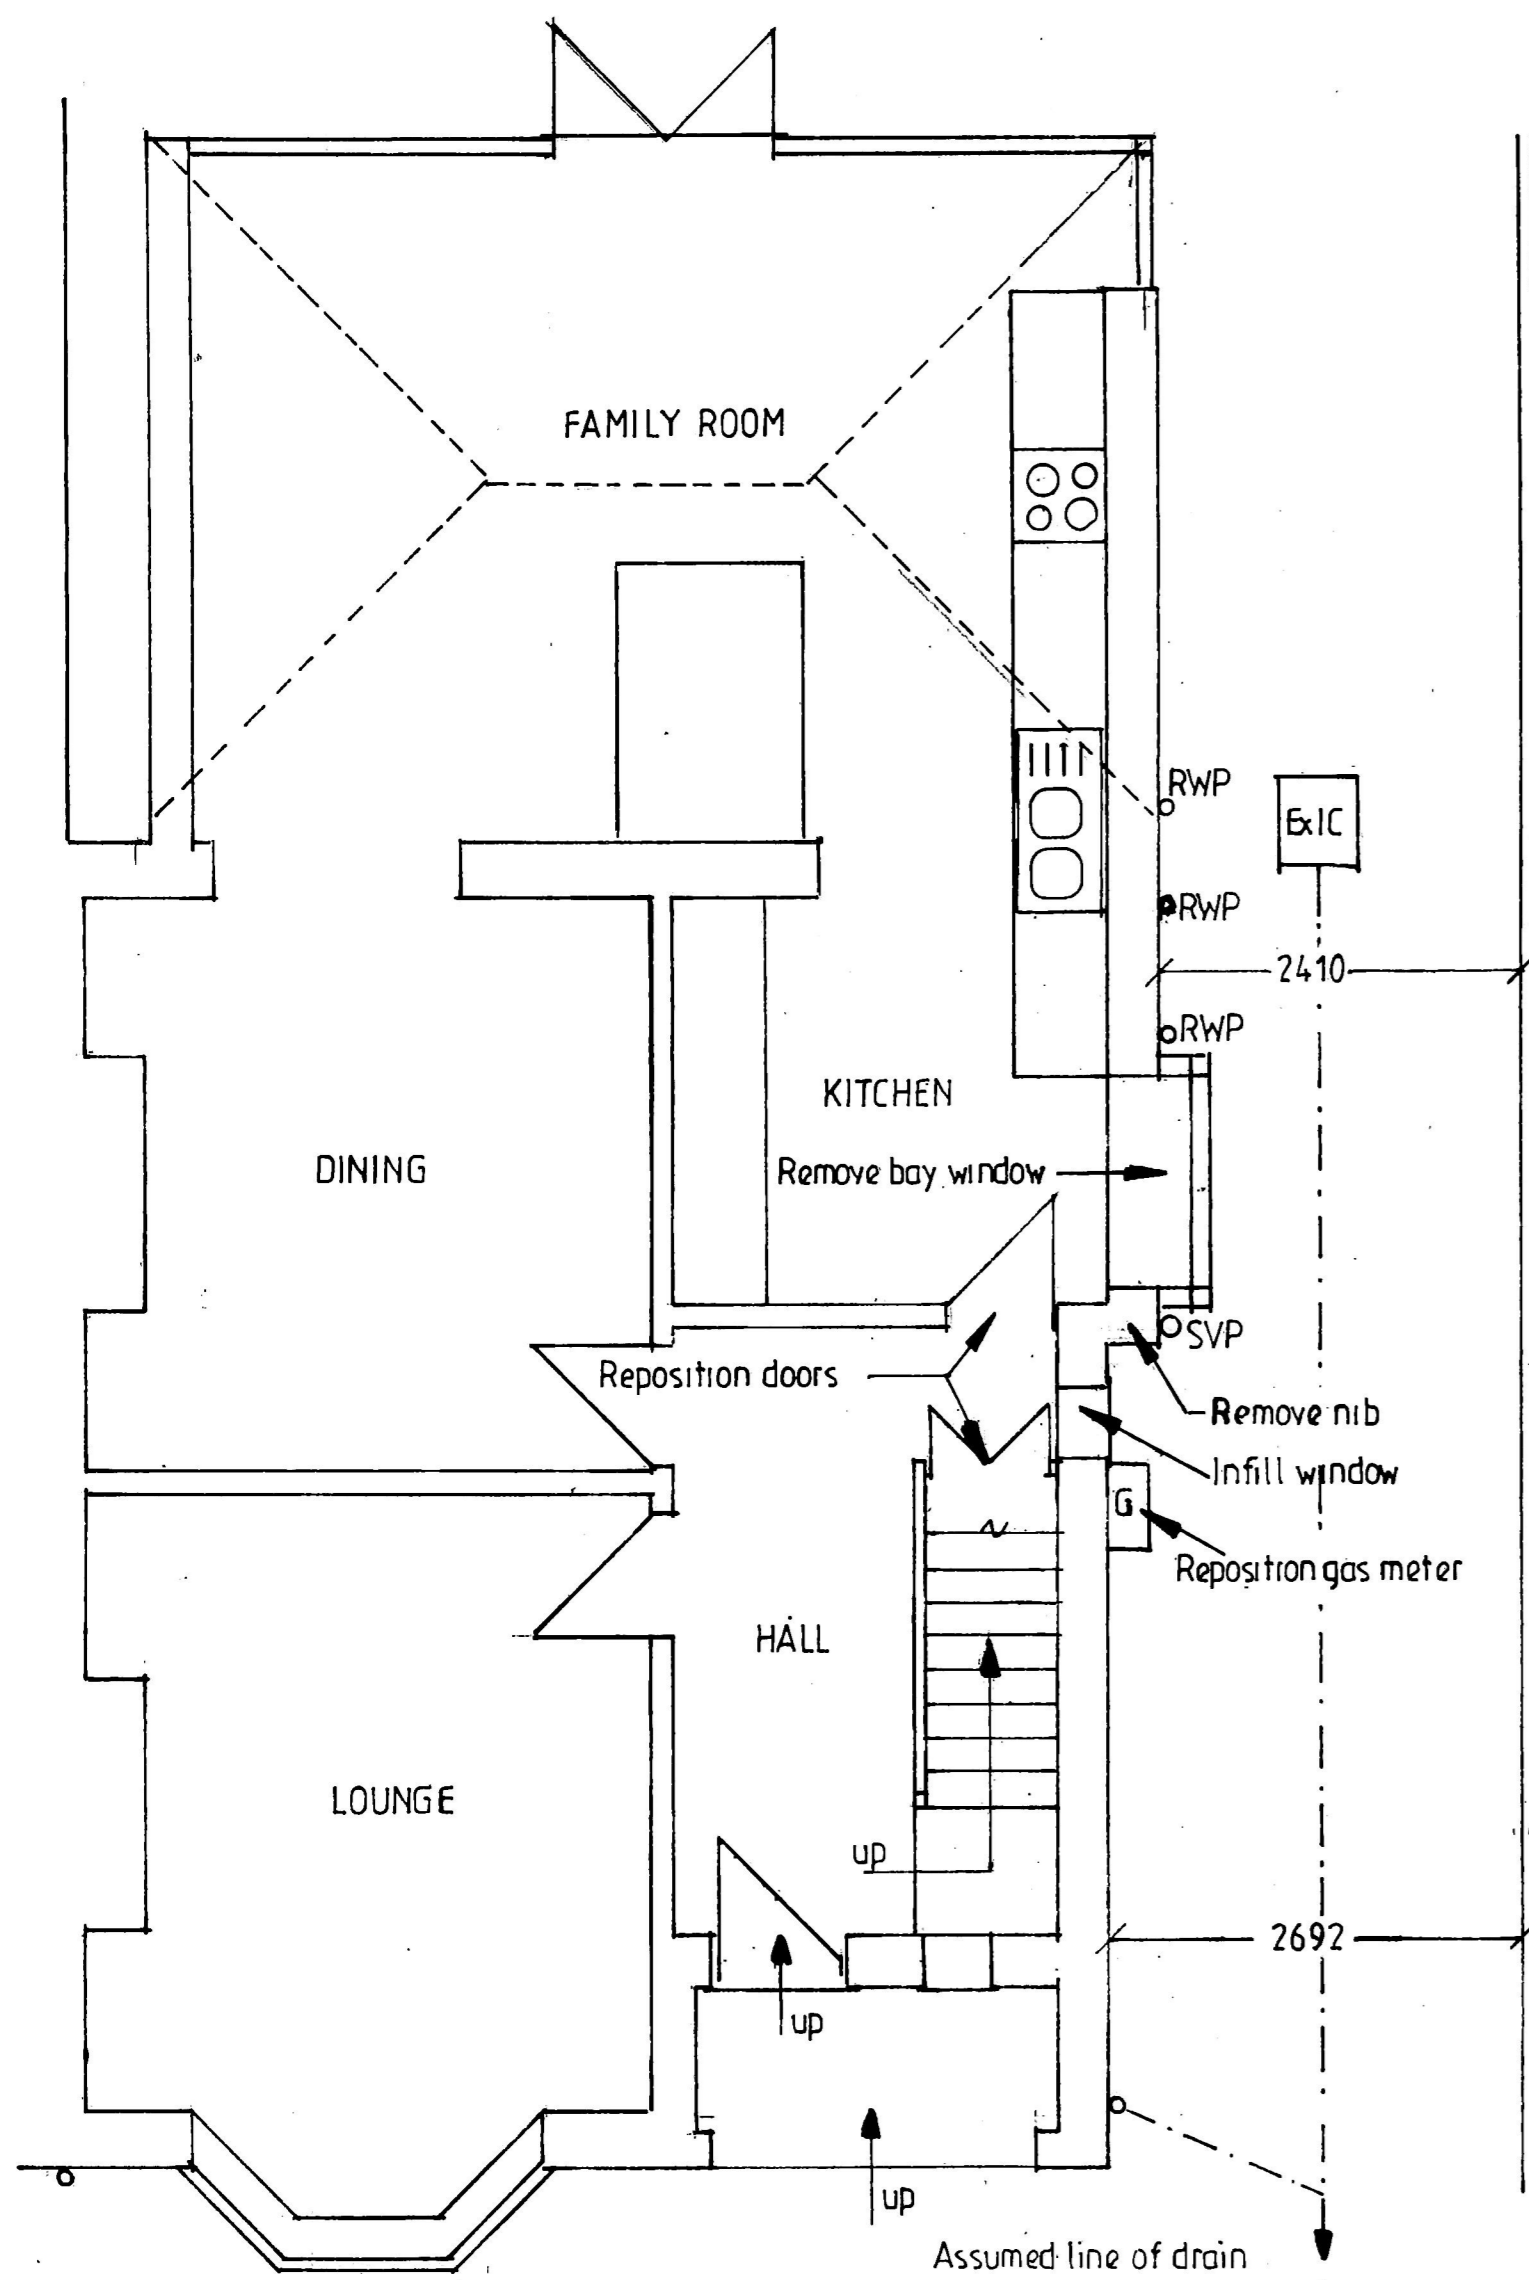 FAMILY ROOM
RWP
ExIC
RWP
2410
RWP
KITCHEN
DINING
Remove bay window
SVP
Reposition doors
Remove nib
Infill window
G
Reposition gas meter
HALL
LOUNGE
up
2692
up
up
Assumed line of drain